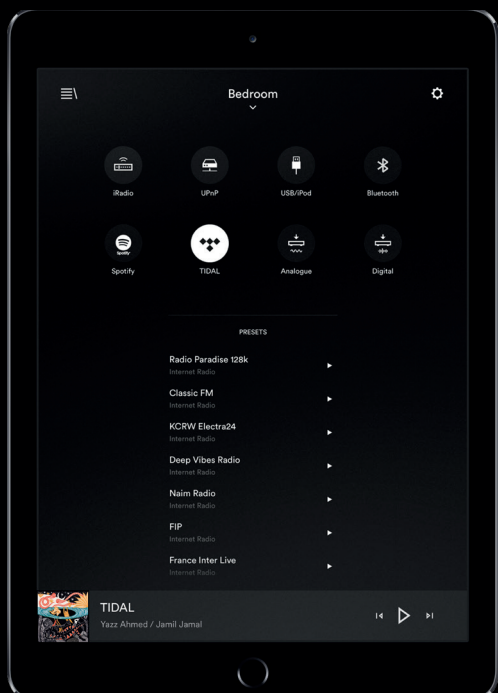 Bedroom
iRadio
UPnP
USB/iPod
Bluetooth
Spotify
Spotify
TIDAL
Analogue
Digital
PRESETS
Radio Paradise 128k
Internet Radio
Classic FM
Internet Radio
KCRW Electra24
Internet Radio
Deep Vibes Radio
Internet Radio
Naim Radio
Internet Radio
FIP
Internet Radio
France Inter Live
Internet Radio
TIDAL
Yazz Ahmed / Jamil Jamal